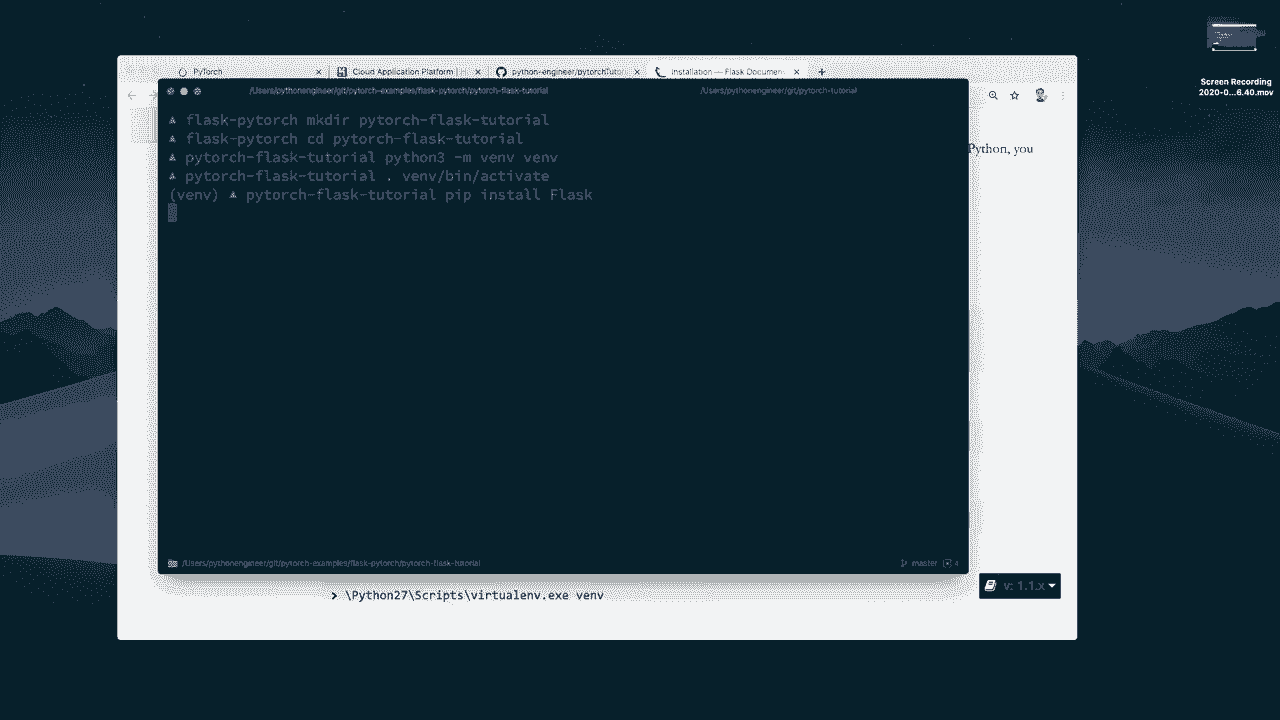 PyTorch
Cloud Application Platform |
python-engineer/pytorchTutor
Installation — Flask Documen
/Users/pythonengineer/git/pytorch-examples/flask-pytorch/pytorch-flask-tutorial
/Users/pythonengineer/git/pytorch-tutorial
flask-pytorch mkdir pytorch-flask-tutorial
flask-pytorch cd pytorch-flask-tutorial
pytorch-flask-tutorial python3 -m venv venv
pytorch-flask-tutorial . venv/bin/activate
(venv) pytorch-flask-tutorial pip install Flask
/Users/pythonengineer/git/pytorch-examples/flask-pytorch/pytorch-flask-tutorial
master 4
Python, you
\Python27\Scripts\virtualenv.exe venv
v: 1.1.x
Screen Recording
2020-0...6.40.mov